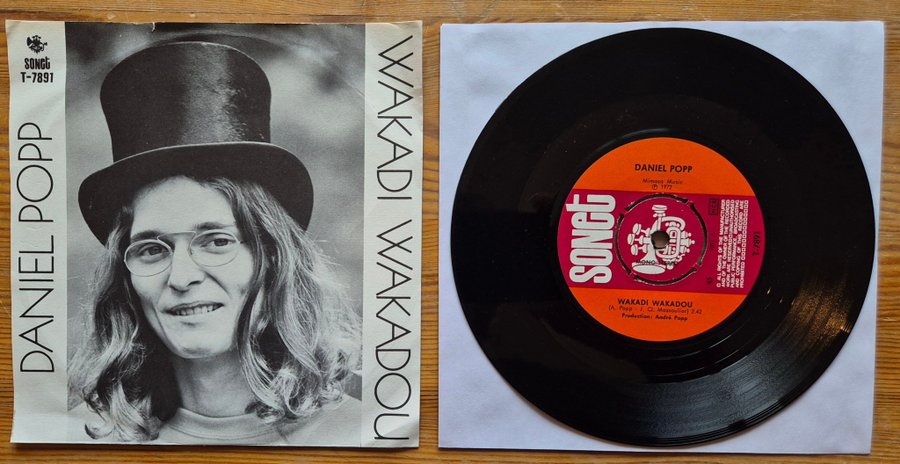 SONET
T-7891
DANIEL POPP
WAKADI WAKADOU
DANIEL POPP
Mimosa Music
℗ 1972
SONET
T-7891
WAKADI WAKADOU
(A. Popp - J. Cl. Massoulier) 2.42
Production: André Popp